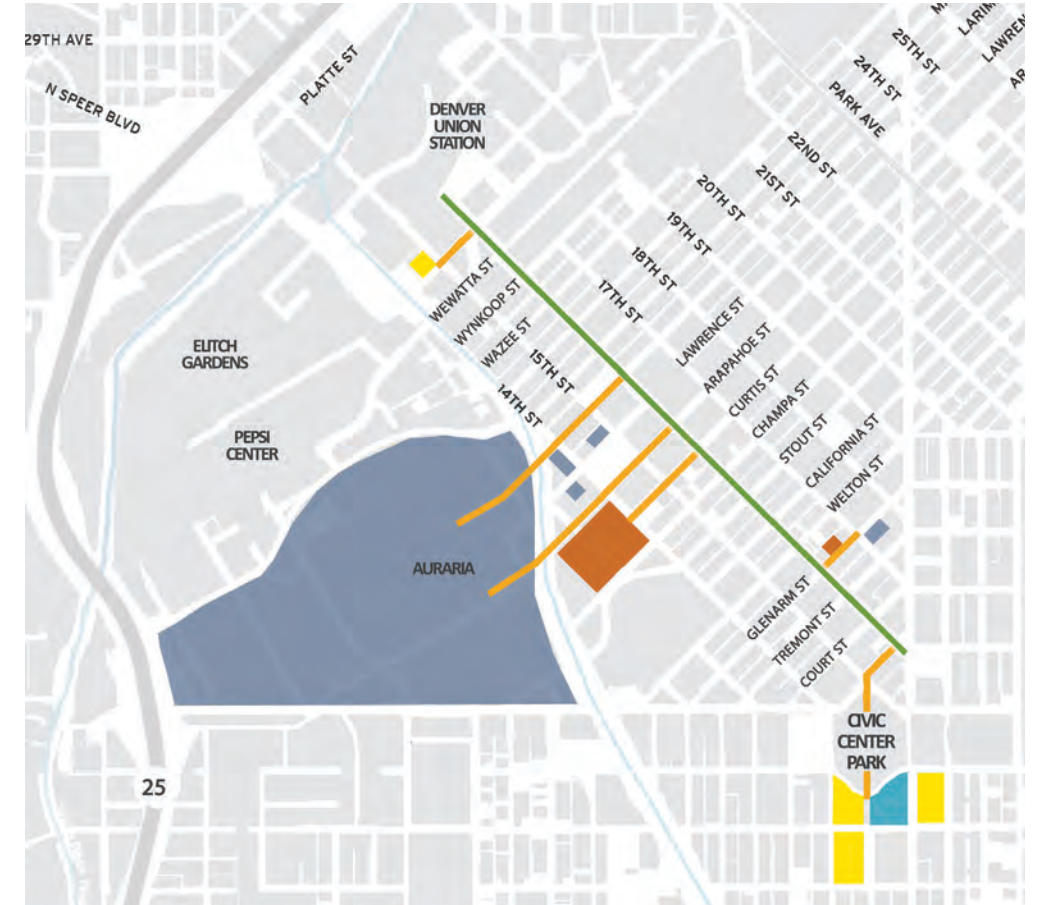 29TH AVE
N SPEER BLVD
PLATTE ST
DENVER
UNION
STATION
25TH ST
24TH ST
PARK AVE
22ND ST
21ST ST
20TH ST
19TH ST
18TH ST
17TH ST
WEWATTA ST
WYNKOOP ST
WAZEE ST
15TH ST
14TH ST
LAWRENCE ST
ARAPAHOE ST
CURTIS ST
CHAMPA ST
STOUT ST
CALIFORNIA ST
WELTON ST
GLENARM ST
TREMONT ST
COURT ST
ELITCH
GARDENS
PEPSI
CENTER
AURARIA
CIVIC
CENTER
PARK
25